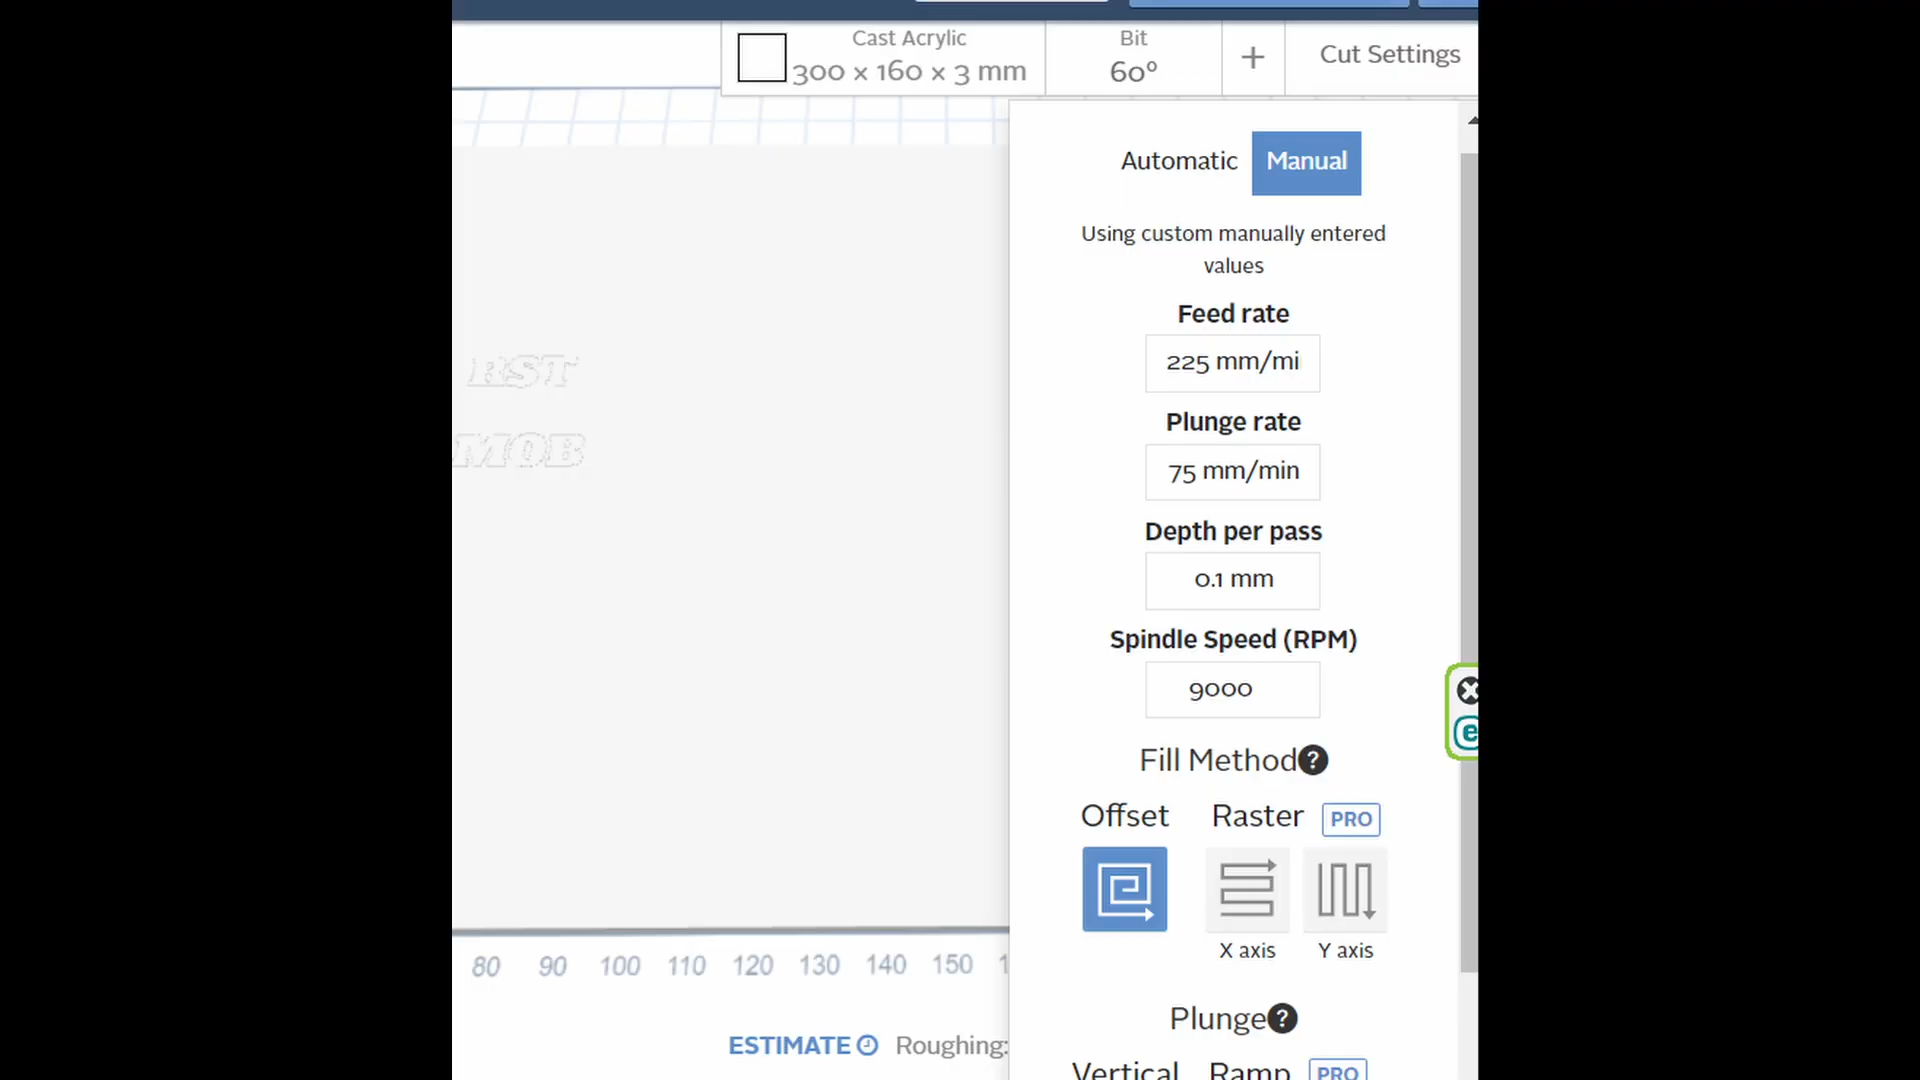 Cast Acrylic
300 x 160 x 3 mm
Bit
60°
+
Cut Settings
Automatic
Manual
Using custom manually entered
values
Feed rate
225 mm/mi
Plunge rate
75 mm/min
Depth per pass
0.1 mm
Spindle Speed (RPM)
9000
Fill Method?
Offset
Raster
PRO
X axis
Y axis
Plunge?
Vertical
Ramp
PRO
MOB
80 90 100 110 120 130 140 150
ESTIMATE
Roughing:
e